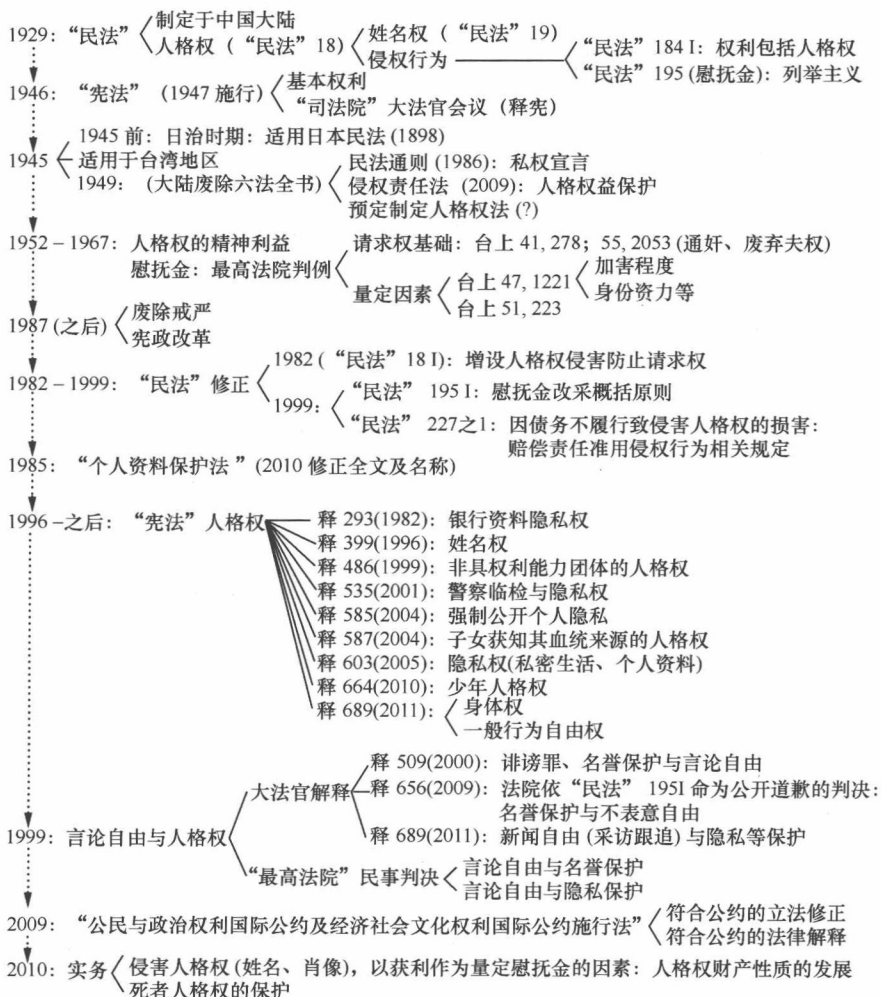 制定于中国大陆
1929: “民法”
人格权 ( “民法” 18)
姓名权 ( “民法” 19)
侵权行为
“民法” 184 I: 权利包括人格权
“民法” 195 (慰抚金): 列举主义
1946: “宪法” (1947 施行)
基本权利
“司法院” 大法官会议 (释宪)
1945
1945 前: 日治时期: 适用日本民法 (1898)
适用于台湾地区
1949: (大陆废除六法全书)
民法通则 (1986): 私权宣言
侵权责任法 (2009): 人格权益保护
预定制定人格权法 (?)
1952 – 1967: 人格权的精神利益
慰抚金: 最高法院判例
请求权基础: 台上 41, 278; 55, 2053 (通奸、废弃夫权)
量定因素
台上 47, 1221
加害程度
身份资力等
台上 51, 223
1987 (之后)
废除戒严
宪政改革
1982 – 1999: “民法” 修正
1982 ( “民法” 18 I): 增设人格权侵害防止请求权
1999:
“民法” 195 I: 慰抚金改采概括原则
“民法” 227之1: 因债务不履行致侵害人格权的损害:
赔偿责任准用侵权行为相关规定
1985: “个人资料保护法 ” (2010 修正全文及名称)
1996 –之后: “宪法” 人格权
释 293(1982): 银行资料隐私权
释 399(1996): 姓名权
释 486(1999): 非具权利能力团体的人格权
释 535(2001): 警察临检与隐私权
释 585(2004): 强制公开个人隐私
释 587(2004): 子女获知其血统来源的人格权
释 603(2005): 隐私权(私密生活、个人资料)
释 664(2010): 少年人格权
释 689(2011):
身体权
一般行为自由权
1999: 言论自由与人格权
大法官解释
释 509(2000): 诽谤罪、名誉保护与言论自由
释 656(2009): 法院依 “民法” 195I 命为公开道歉的判决:
名誉保护与不表意自由
释 689(2011): 新闻自由 (采访跟追) 与隐私等保护
“最高法院” 民事判决
言论自由与名誉保护
言论自由与隐私保护
2009: “公民与政治权利国际公约及经济社会文化权利国际公约施行法”
符合公约的立法修正
符合公约的法律解释
2010: 实务
侵害人格权 (姓名、肖像), 以获利作为量定慰抚金的因素: 人格权财产性质的发展
死者人格权的保护